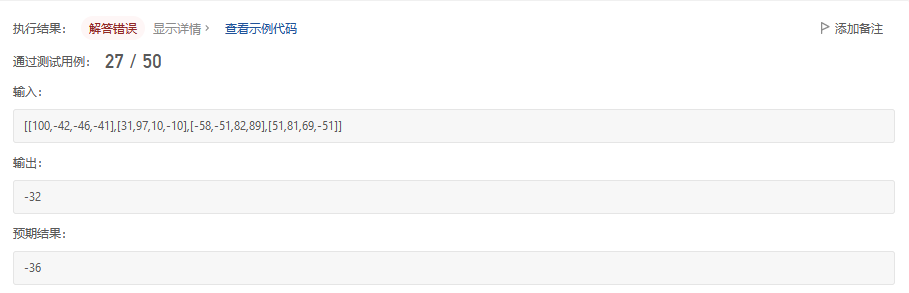 执行结果： 解答错误 显示详情 › 查看示例代码 添加备注
通过测试用例： 27 / 50
输入：
[[100,-42,-46,-41],[31,97,10,-10],[-58,-51,82,89],[51,81,69,-51]]
输出：
-32
预期结果：
-36